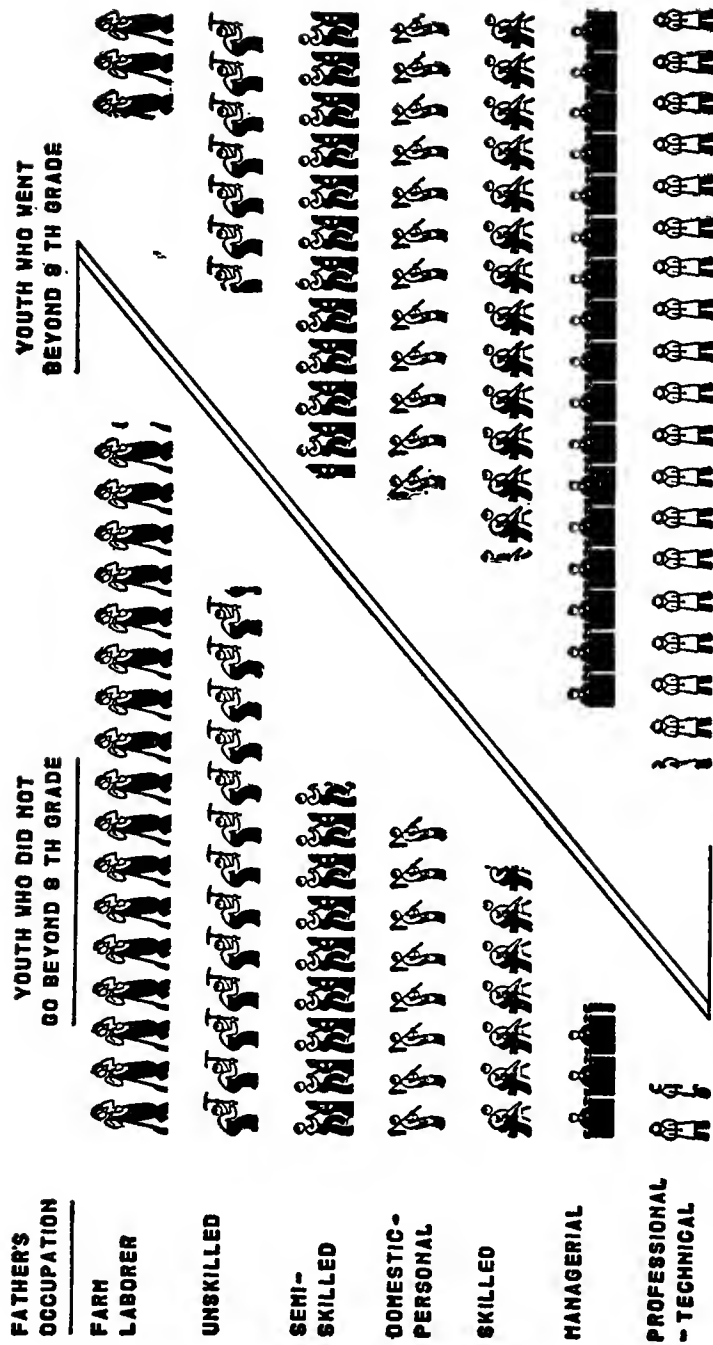 FATHER'S
OCCUPATION
YOUTH WHO DID NOT
GO BEYOND 8 TH GRADE
YOUTH WHO WENT
BEYOND 8 TH GRADE
FARM
LABORER
UNSKILLED
SEMI-
SKILLED
DOMESTIC-
PERSONAL
SKILLED
MANAGERIAL
PROFESSIONAL
- TECHNICAL